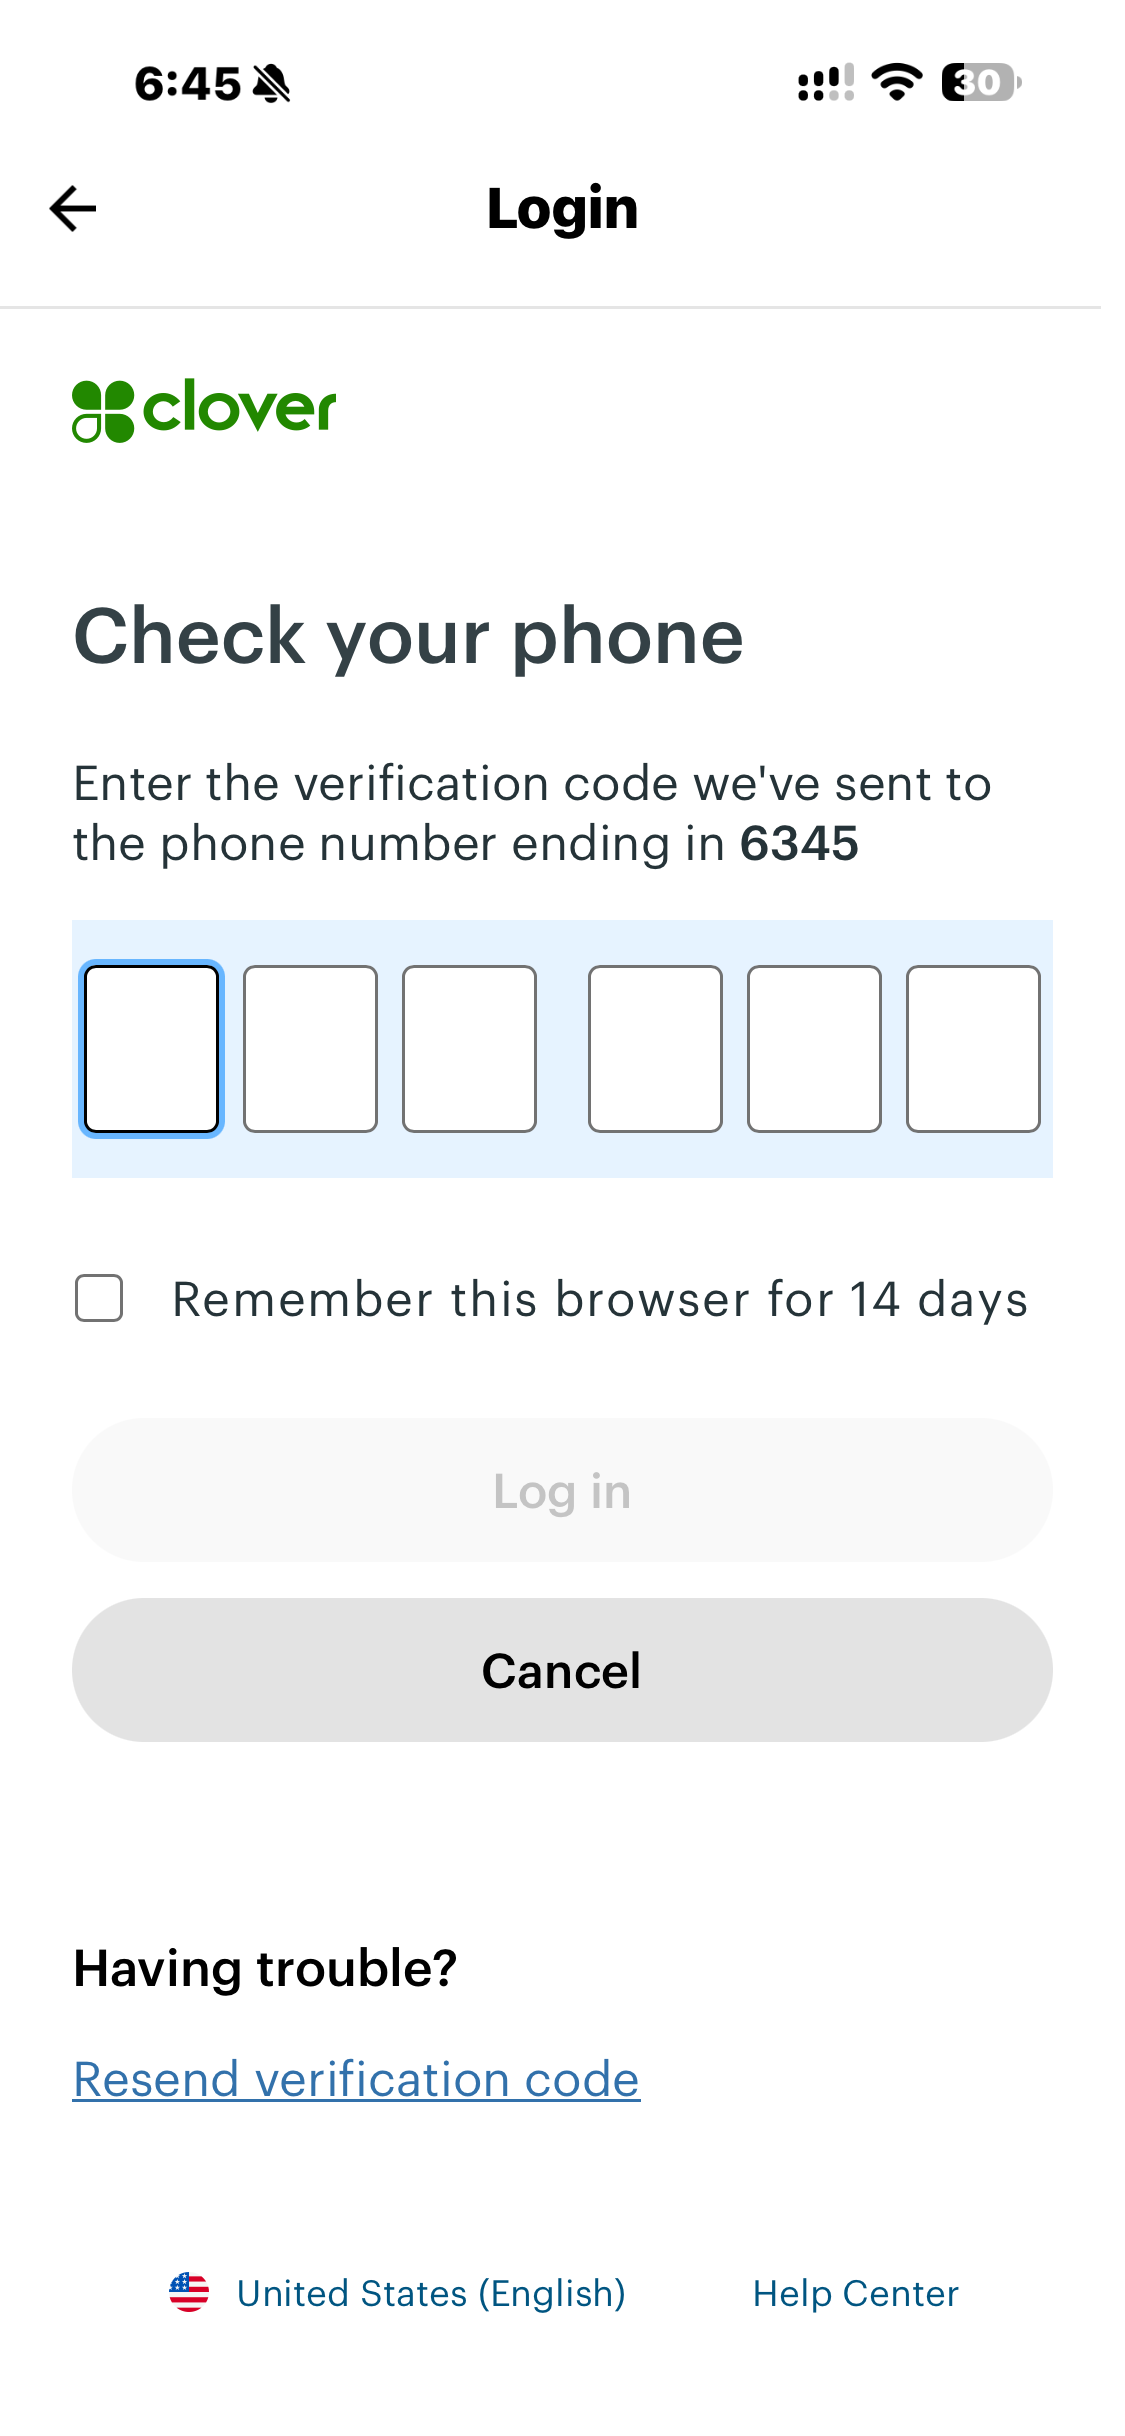 6:45
30
Login
clover
Check your phone
Enter the verification code we've sent to
the phone number ending in 6345
Remember this browser for 14 days
Log in
Cancel
Having trouble?
Resend verification code
United States (English) Help Center